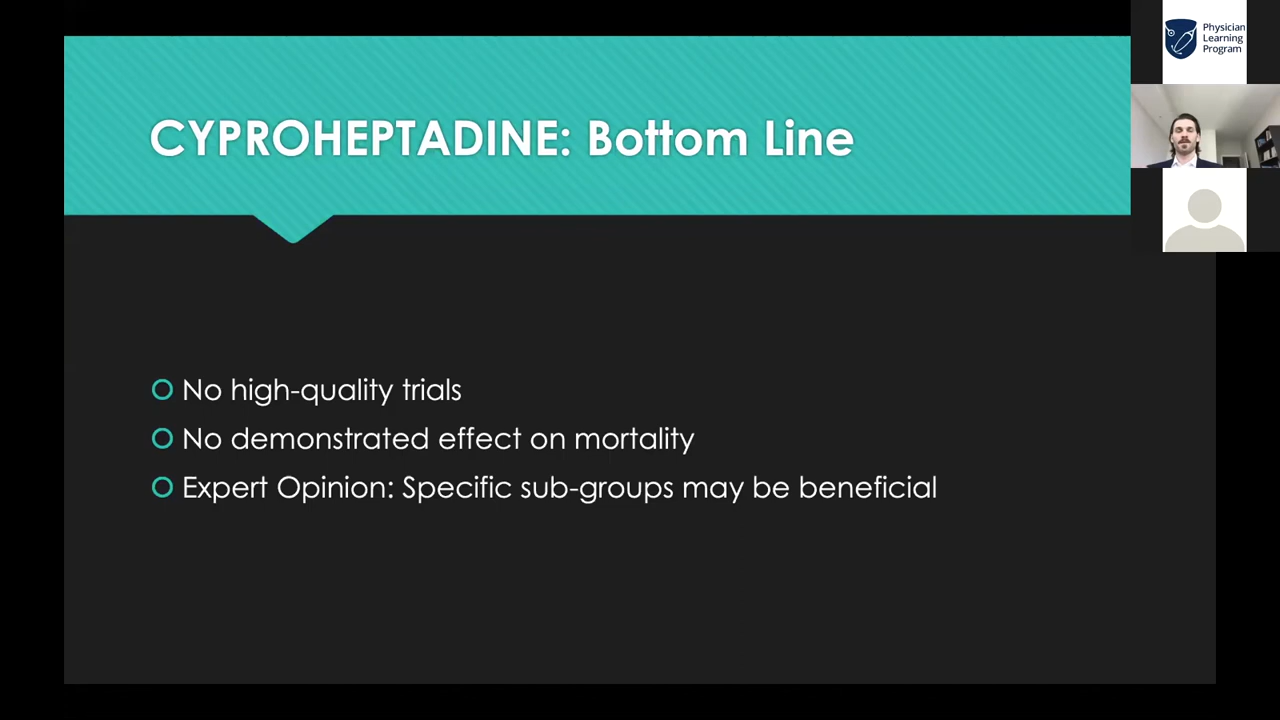 CYPROHEPTADINE: Bottom Line
No high-quality trials
No demonstrated effect on mortality
Expert Opinion: Specific sub-groups may be beneficial
Physician
Learning
Program